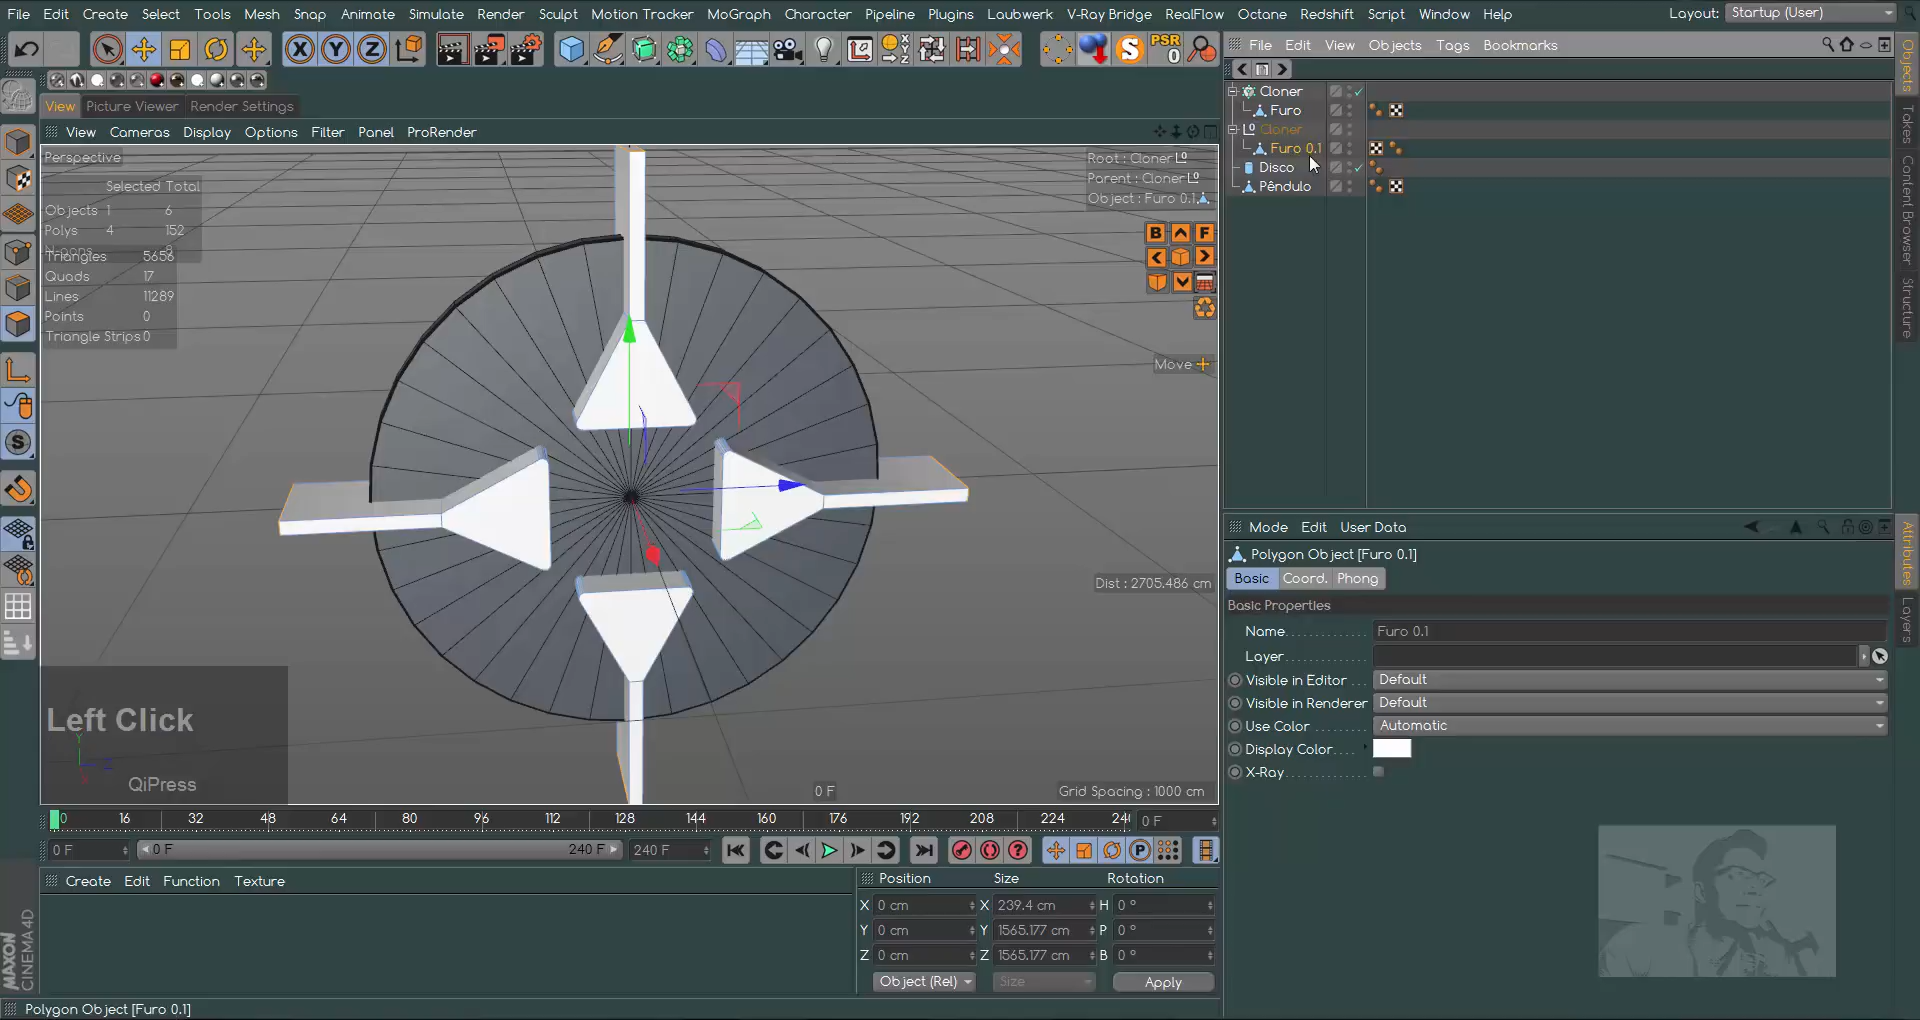 File Edit Create Select Tools Mesh Snap Animate Simulate Render Sculpt Motion Tracker MoGraph Character Pipeline Plugins Laubwerk V-Ray Bridge RealFlow Octane Redshift Script Window Help Layout: Startup (User)
X Y Z PSR 0 S
File Edit View Objects Tags Bookmarks
Cloner
Furo
Cloner
Furo 0.1
Disco
Pêndulo
Objects
Takes
Content Browser
Structure
View Picture Viewer Render Settings
View Cameras Display Options Filter Panel ProRender
Perspective
Selected Total
Objects 1 6
Polys 4 152
N-gons 8
Triangles 5656
Quads 17
Lines 11289
Points 0
Triangle Strips 0
Root : Cloner
Parent : Cloner
Object : Furo 0.1
B F
Move
Dist : 2705.486 cm
Left Click
QiPress
0 F
Grid Spacing : 1000 cm
Mode Edit User Data
Polygon Object [Furo 0.1]
Basic Coord. Phong
Basic Properties
Name Furo 0.1
Layer
Visible in Editor Default
Visible in Renderer Default
Use Color Automatic
Display Color
X-Ray
Attributes
Layers
0 16 32 48 64 80 96 112 128 144 160 176 192 208 224 24 0 F
0 F 0 F 240 F 240 F
Create Edit Function Texture
Position Size Rotation
X 0 cm X 239.4 cm H 0 °
Y 0 cm Y 1565.177 cm P 0 °
Z 0 cm Z 1565.177 cm B 0 °
Object (Rel) Size Apply
MAXON
CINEMA 4D
Polygon Object [Furo 0.1]